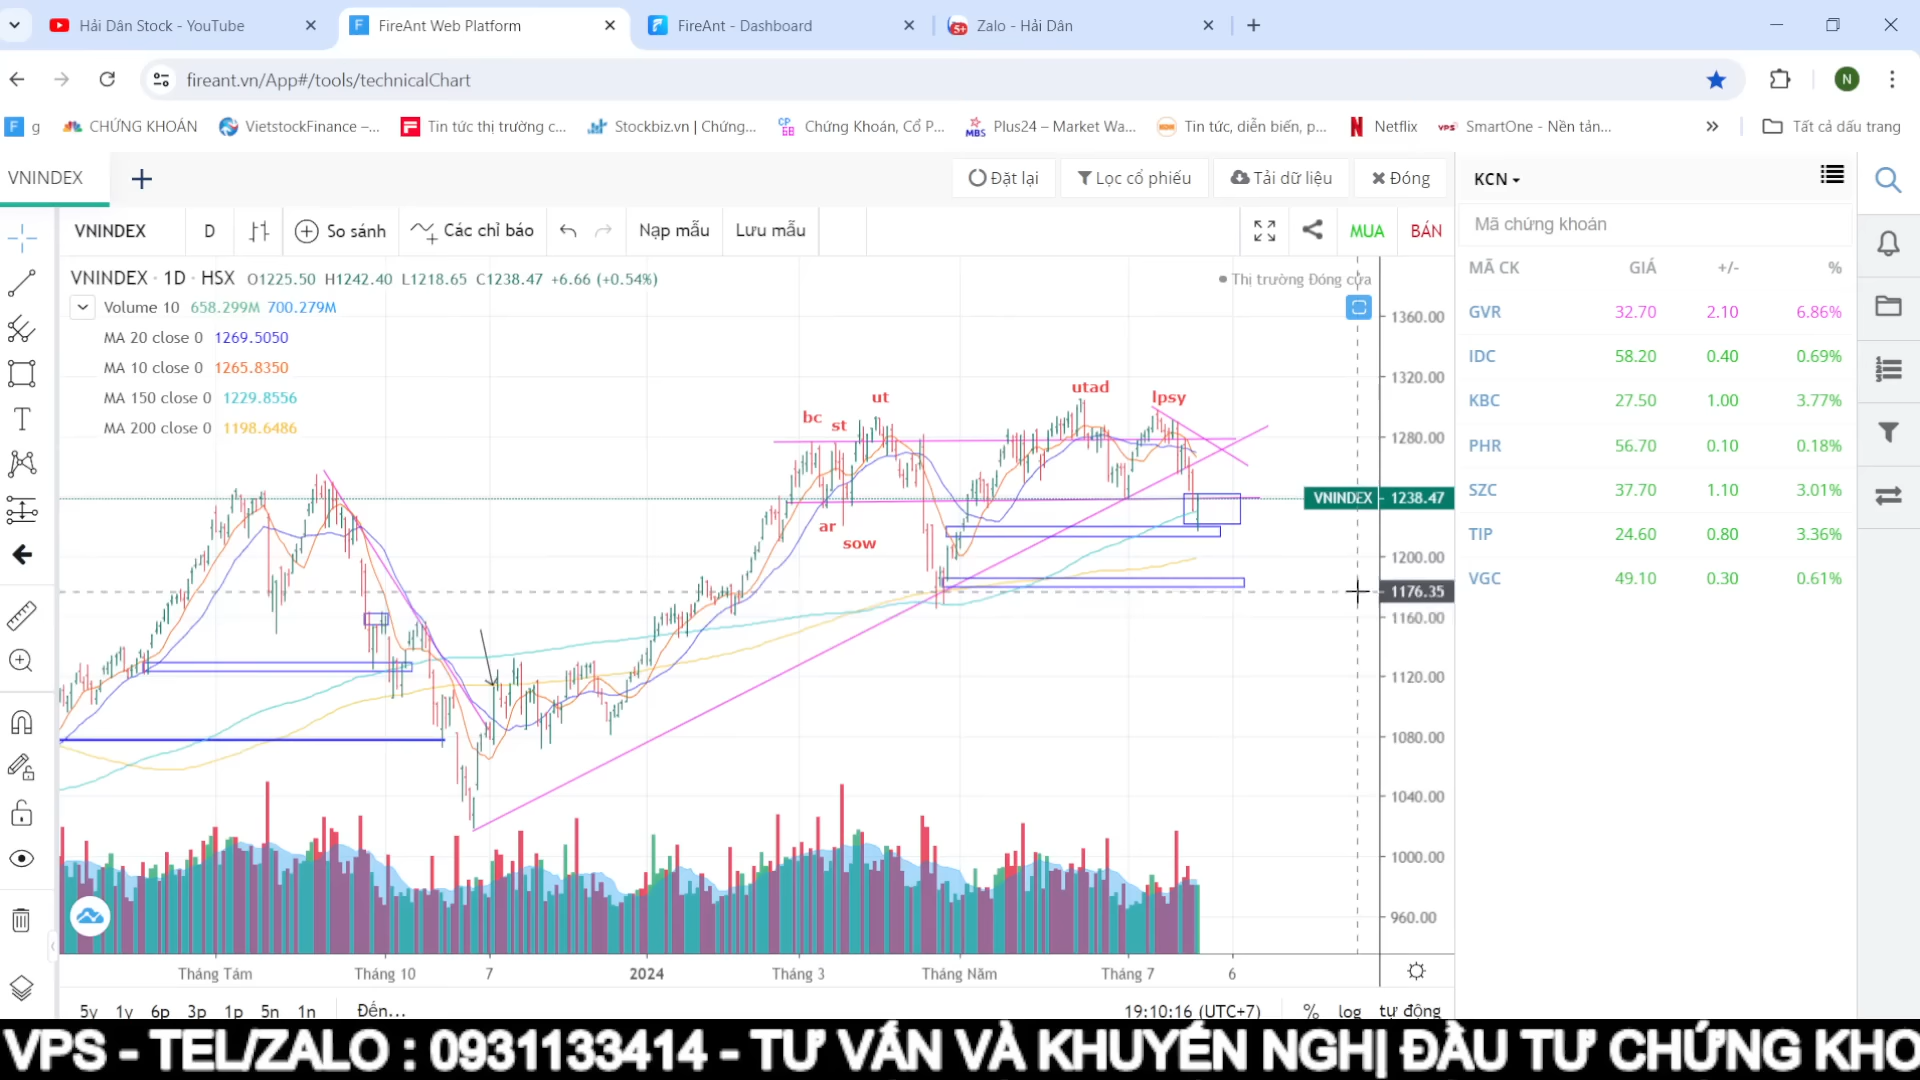 Hải Dân Stock - YouTube
FireAnt Web Platform
FireAnt - Dashboard
Zalo - Hải Dân
fireant.vn/App#/tools/technicalChart
N
g
CHỨNG KHOÁN
VietstockFinance –...
Tin tức thị trường c...
Stockbiz.vn | Chứng...
Chứng Khoán, Cổ P...
Plus24 – Market Wa...
Tin tức, diễn biến, p...
Netflix
SmartOne - Nền tản...
Tất cả dấu trang
VNINDEX
Đặt lại
Lọc cổ phiếu
Tải dữ liệu
Đóng
KCN
VNINDEX
D
So sánh
Các chỉ báo
Nạp mẫu
Lưu mẫu
MUA
BÁN
Mã chứng khoán
VNINDEX · 1D · HSX O1225.50 H1242.40 L1218.65 C1238.47 +6.66 (+0.54%)
Thị trường Đóng cửa
Volume 10 658.299M 700.279M
MA 20 close 0 1269.5050
MA 10 close 0 1265.8350
MA 150 close 0 1229.8556
MA 200 close 0 1198.6486
MÃ CK GIÁ +/- %
GVR 32.70 2.10 6.86%
IDC 58.20 0.40 0.69%
KBC 27.50 1.00 3.77%
PHR 56.70 0.10 0.18%
SZC 37.70 1.10 3.01%
TIP 24.60 0.80 3.36%
VGC 49.10 0.30 0.61%
bc
st
ut
utad
lpsy
ar
sow
1360.00
1320.00
1280.00
VNINDEX 1238.47
1200.00
1176.35
1160.00
1120.00
1080.00
1040.00
1000.00
960.00
Tháng Tám
Tháng 10
7
2024
Tháng 3
Tháng Năm
Tháng 7
6
5y 1y 6p 3p 1p 5n 1n
Đến...
19:10:16 (UTC+7)
% log tự động
VPS - TEL/ZALO : 0931133414 - TƯ VẤN VÀ KHUYẾN NGHỊ ĐẦU TƯ CHỨNG KHO